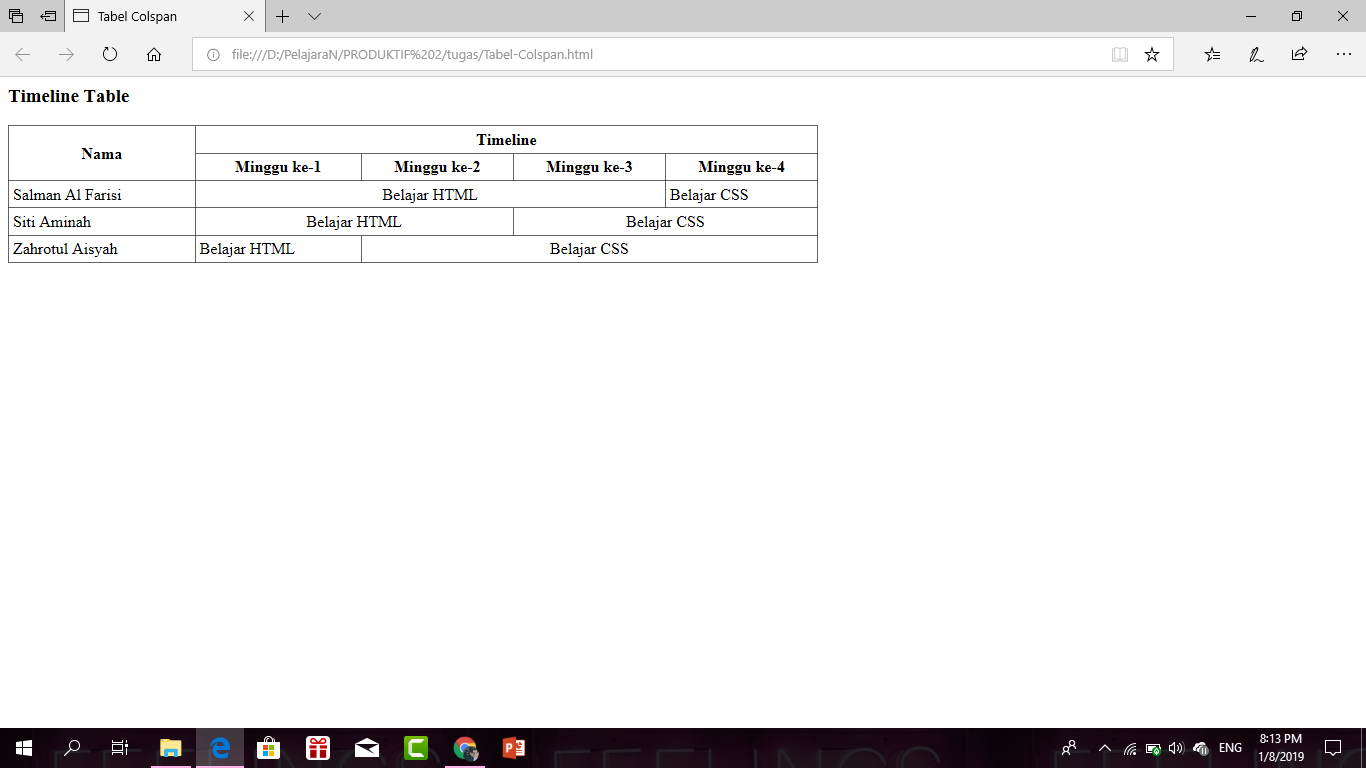 Tabel Colspan
file:///D:/PelajaraN/PRODUKTIF%202/tugas/Tabel-Colspan.html
Timeline Table
Nama Timeline
Minggu ke-1 Minggu ke-2 Minggu ke-3 Minggu ke-4
Salman Al Farisi Belajar HTML Belajar CSS
Siti Aminah Belajar HTML Belajar CSS
Zahrotul Aisyah Belajar HTML Belajar CSS
ENG
8:13 PM
1/8/2019